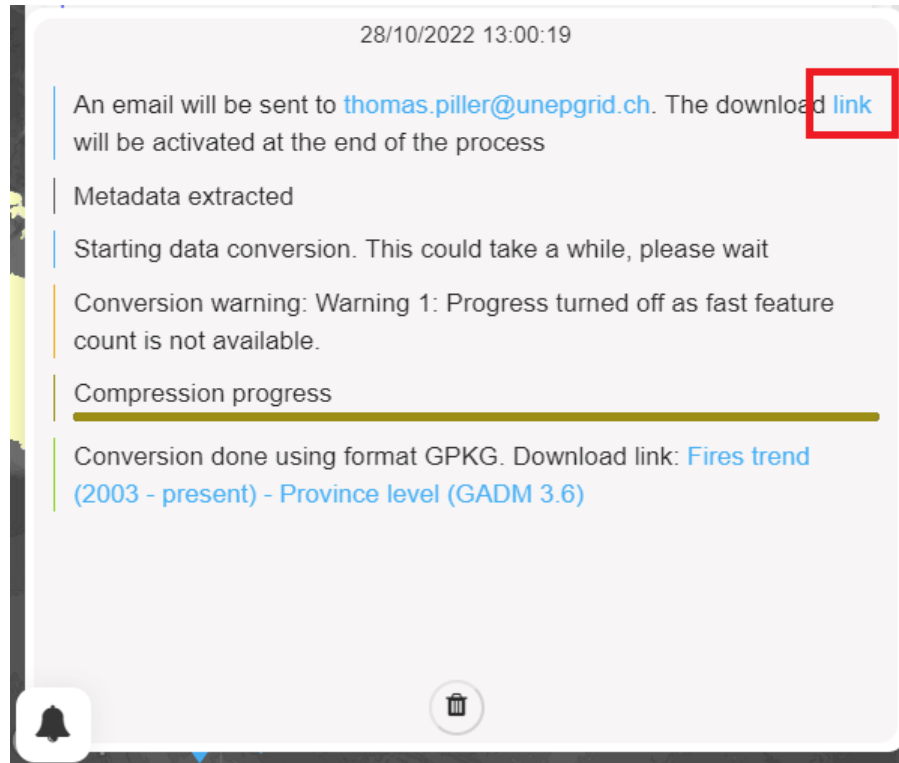 28/10/2022 13:00:19
An email will be sent to thomas.piller@unepgrid.ch. The download link
will be activated at the end of the process
Metadata extracted
Starting data conversion. This could take a while, please wait
Conversion warning: Warning 1: Progress turned off as fast feature
count is not available.
Compression progress
Conversion done using format GPKG. Download link: Fires trend
(2003 - present) - Province level (GADM 3.6)